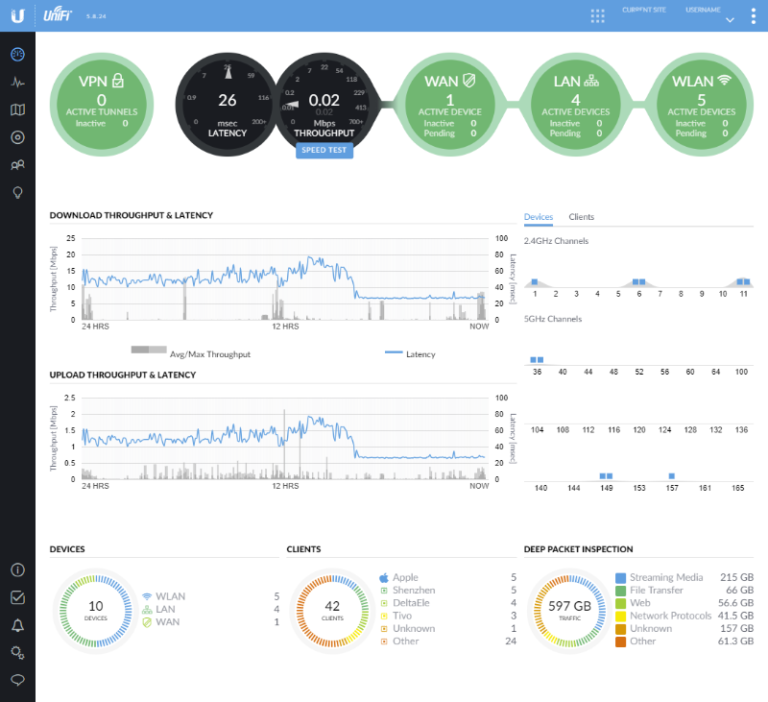 UniFi 5.8.24 CURRENT SITE USERNAME
VPN
0
ACTIVE TUNNELS
Inactive 0
0 0.9 7 25 59 116 200+
26
msec
LATENCY
0 0.01 0.2 2 7 22 54 118 229 415 700+
0.02
0.02
Mbps
THROUGHPUT
SPEED TEST
WAN
1
ACTIVE DEVICE
Inactive 0
Pending 0
LAN
4
ACTIVE DEVICES
Inactive 0
Pending 0
WLAN
5
ACTIVE DEVICES
Inactive 0
Pending 0
DOWNLOAD THROUGHPUT & LATENCY
Throughput [Mbps]
25
20
15
10
5
0
Latency [msec]
100
80
60
40
20
0
24 HRS 12 HRS NOW
Avg/Max Throughput Latency
UPLOAD THROUGHPUT & LATENCY
Throughput [Mbps]
2.5
2
1.5
1
0.5
0
Latency [msec]
100
80
60
40
20
0
24 HRS 12 HRS NOW
Devices Clients
2.4GHz Channels
1 2 3 4 5 6 7 8 9 10 11
5GHz Channels
36 40 44 48 52 56 60 64 100
104 108 112 116 120 124 128 132 136
140 144 149 153 157 161 165
DEVICES
10
DEVICES
WLAN 5
LAN 4
WAN 1
CLIENTS
42
CLIENTS
Apple 5
Shenzhen 5
DeltaEle 4
Tivo 3
Unknown 1
Other 24
DEEP PACKET INSPECTION
597 GB
TRAFFIC
Streaming Media 215 GB
File Transfer 66 GB
Web 56.6 GB
Network Protocols 41.5 GB
Unknown 157 GB
Other 61.3 GB